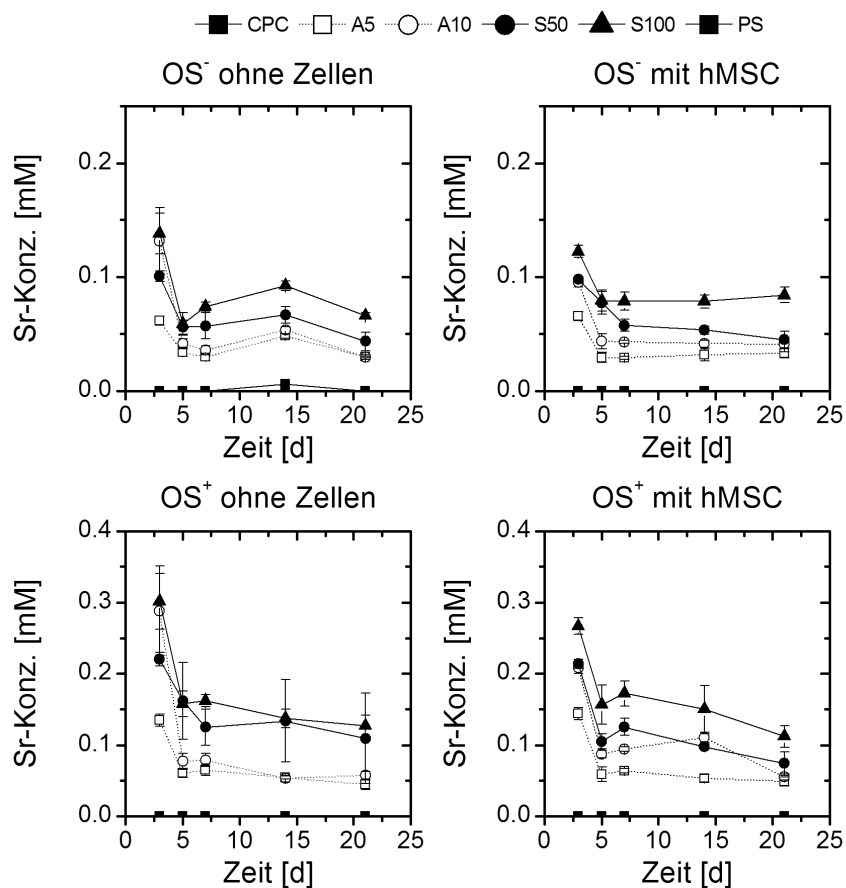 CPC A5 A10 S50 S100 PS
OS⁻ ohne Zellen
OS⁻ mit hMSC
Sr-Konz. [mM]
0.2
0.1
0.0
0 5 10 15 20 25
Zeit [d]
Sr-Konz. [mM]
0.2
0.1
0.0
0 5 10 15 20 25
Zeit [d]
OS⁺ ohne Zellen
OS⁺ mit hMSC
Sr-Konz. [mM]
0.4
0.3
0.2
0.1
0.0
0 5 10 15 20 25
Zeit [d]
Sr-Konz. [mM]
0.4
0.3
0.2
0.1
0.0
0 5 10 15 20 25
Zeit [d]